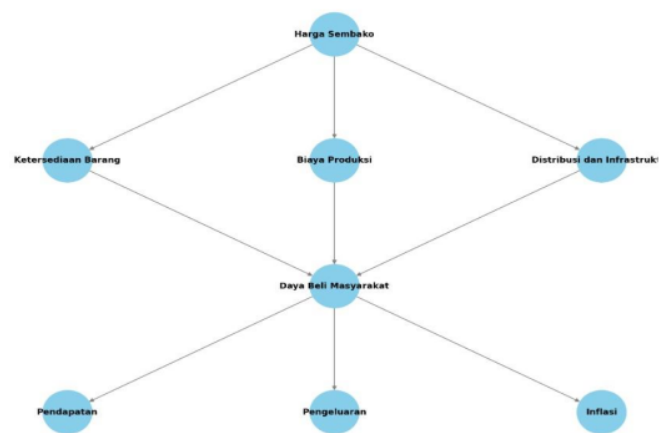 Harga Sembako
Ketersediaan Barang
Biaya Produksi
Distribusi dan Infrastrukt
Daya Beli Masyarakat
Pendapatan
Pengeluaran
Inflasi